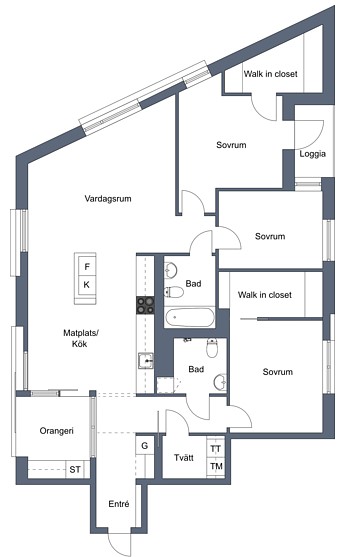 Walk in closet
Sovrum
Loggia
Vardagsrum
Sovrum
F
K
Bad
Walk in closet
Matplats/
Kök
Bad
Sovrum
Orangeri
G
Tvätt
TT
TM
ST
Entré